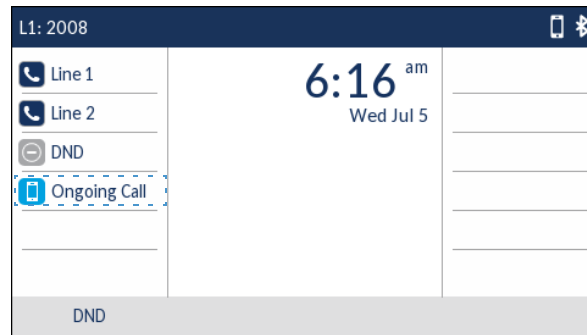 L1: 2008
Line 1
Line 2
DND
Ongoing Call
6:16 am
Wed Jul 5
DND